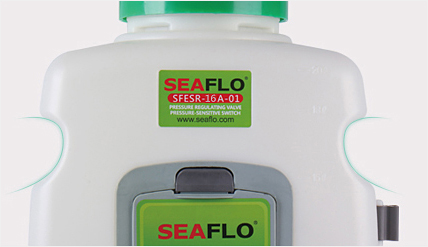 SEAFLO®
SFESR-16A-01
PRESSURE REGULATING VALVE
PRESSURE-SENSITIVE SWITCH
www.seaflo.com
SEAFLO®